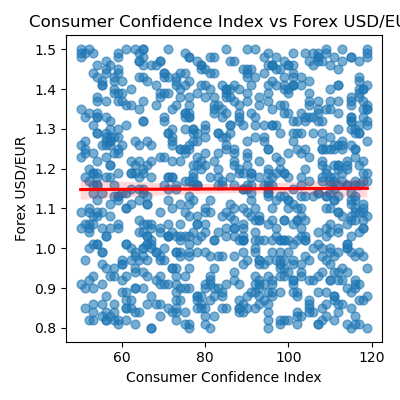 Consumer Confidence Index vs Forex USD/EU
1.5
1.4
1.3
1.2
1.1
1.0
0.9
0.8
Forex USD/EUR
60 80 100 120
Consumer Confidence Index